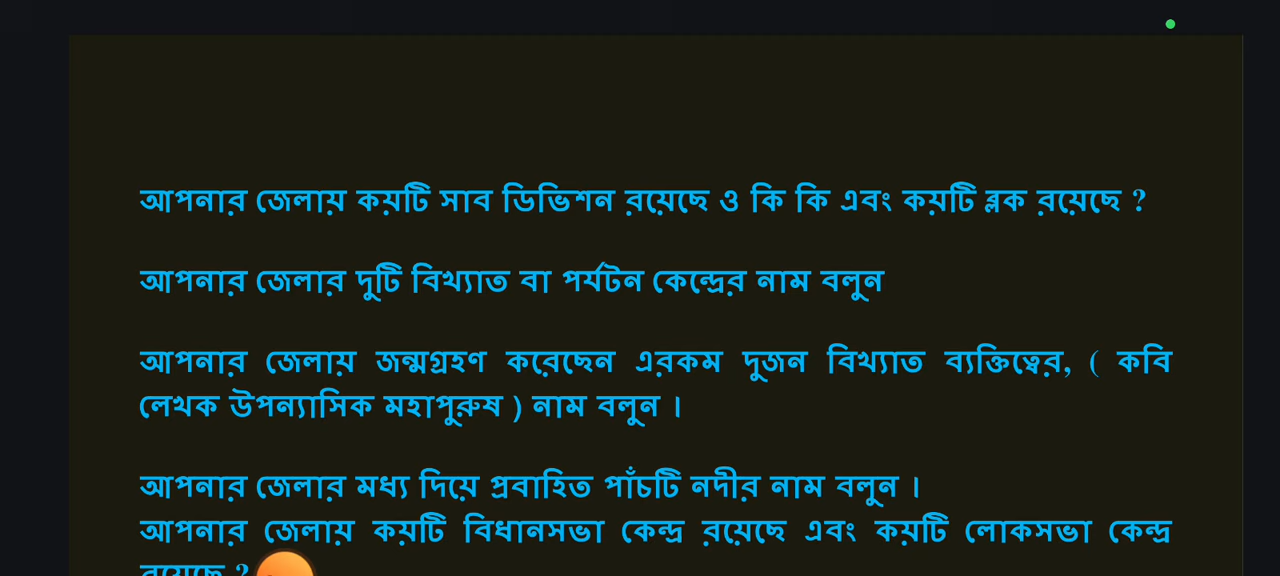 আপনার জেলায় কয়টি সাব ডিভিশন রয়েছে ও কি কি এবং কয়টি ব্লক রয়েছে ?
আপনার জেলার দুটি বিখ্যাত বা পর্যটন কেন্দ্রের নাম বলুন
আপনার জেলায় জন্মগ্রহণ করেছেন এরকম দুজন বিখ্যাত ব্যক্তিত্বের, ( কবি
লেখক উপন্যাসিক মহাপুরুষ ) নাম বলুন ।
আপনার জেলার মধ্য দিয়ে প্রবাহিত পাঁচটি নদীর নাম বলুন ।
আপনার জেলায় কয়টি বিধানসভা কেন্দ্র রয়েছে এবং কয়টি লোকসভা কেন্দ্র
রয়েছে ?